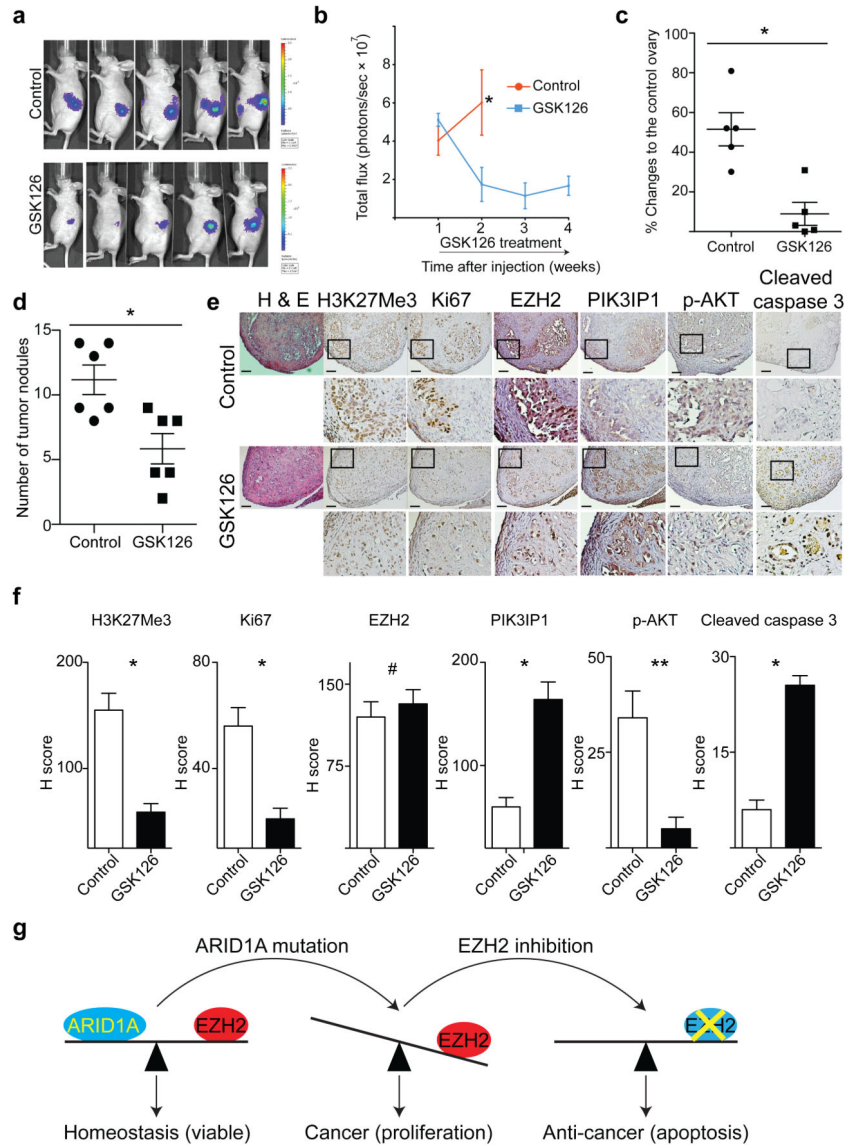 a
Control
GSK126
b
Total flux (photons/sec × 10⁷)
8
6
4
2
Control
GSK126
*
1 2 3 4
GSK126 treatment
Time after injection (weeks)
c
*
% Changes to the control ovary
100
80
60
40
20
0
Control GSK126
d
*
Number of tumor nodules
15
10
5
0
Control GSK126
e
H & E H3K27Me3 Ki67 EZH2 PIK3IP1 p-AKT Cleaved
caspase 3
Control
GSK126
f
H3K27Me3
H score
200
100
*
Control
GSK126
Ki67
H score
80
40
*
Control
GSK126
EZH2
H score
150
75
#
Control
GSK126
PIK3IP1
H score
200
100
*
Control
GSK126
p-AKT
H score
50
25
**
Control
GSK126
Cleaved caspase 3
H score
30
15
*
Control
GSK126
g
ARID1A mutation EZH2 inhibition
ARID1A EZH2 EZH2 EZH2
Homeostasis (viable) Cancer (proliferation) Anti-cancer (apoptosis)